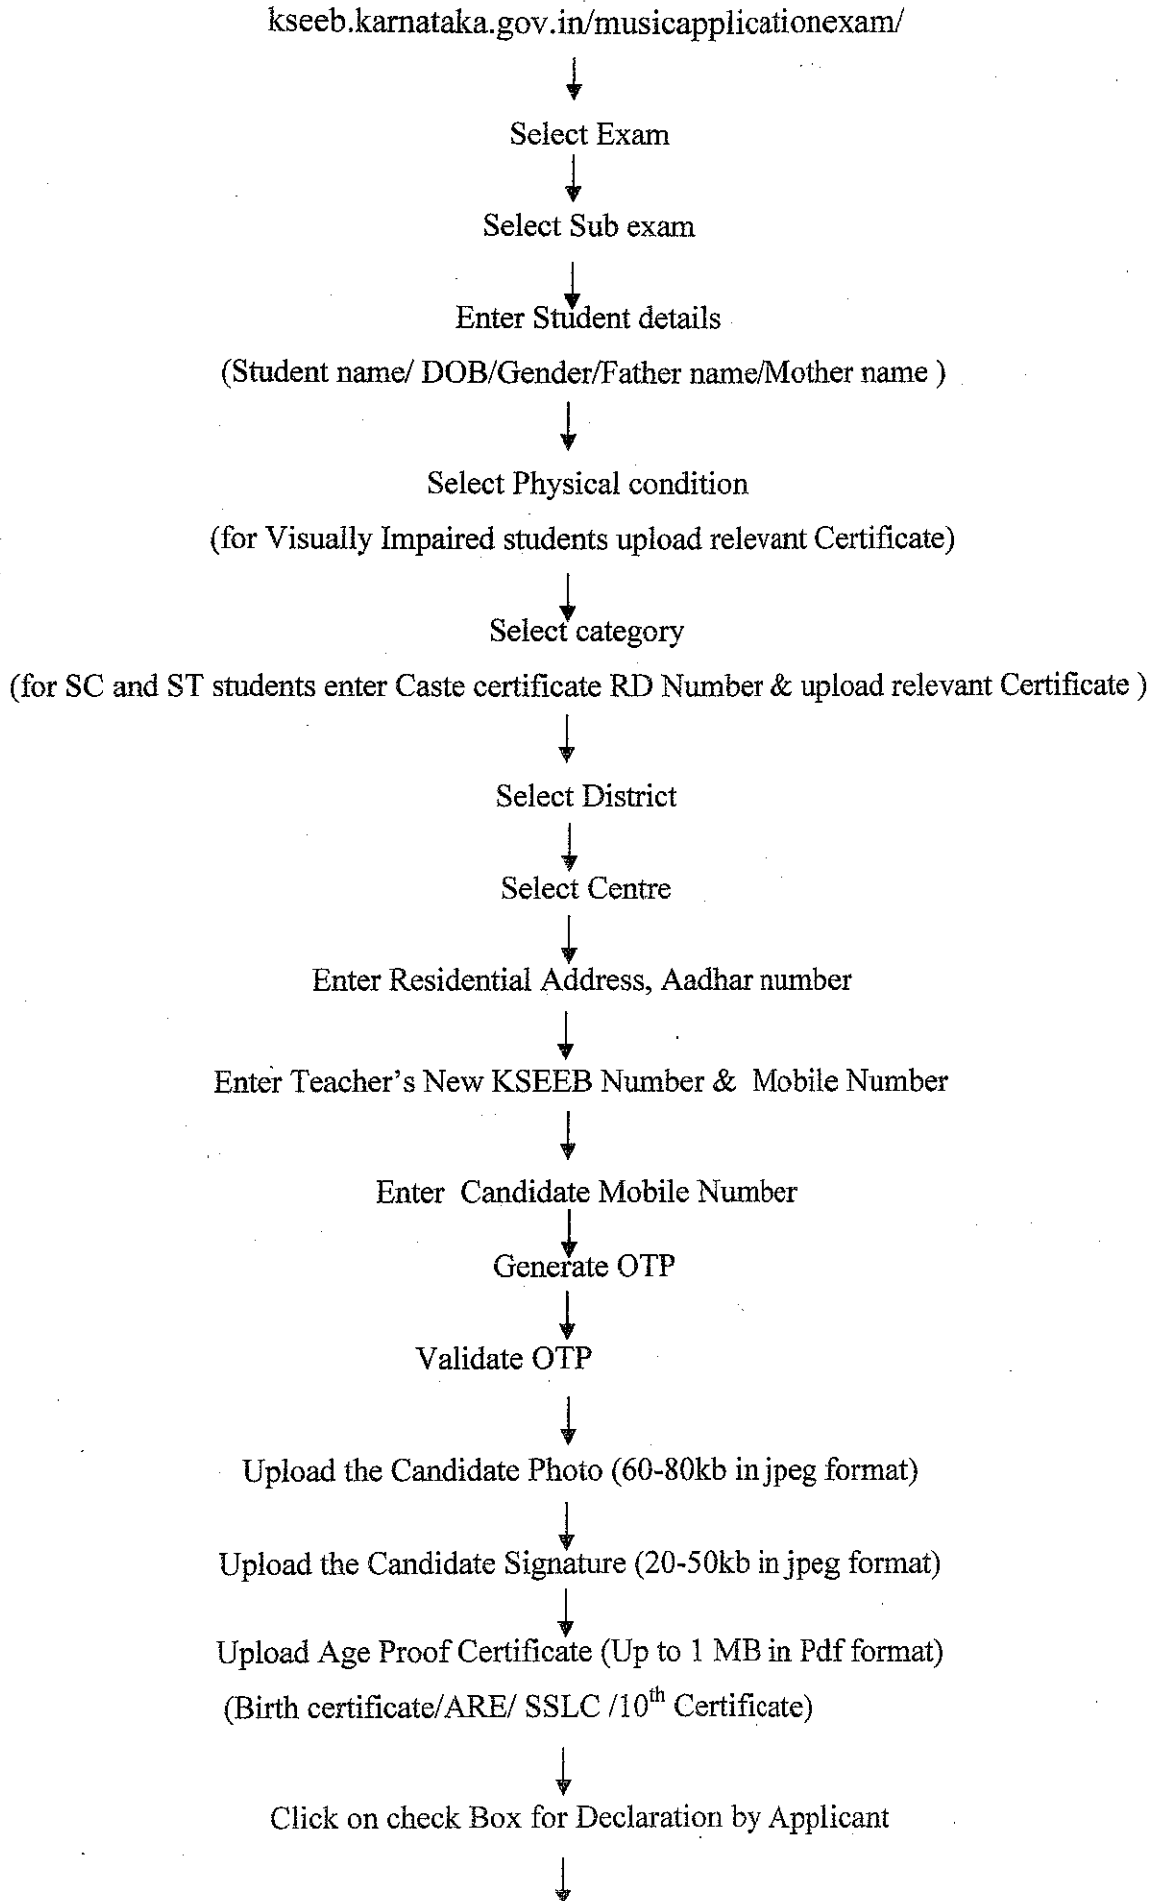 kseeb.karnataka.gov.in/musicapplicationexam/
Select Exam
Select Sub exam
Enter Student details
(Student name/ DOB/Gender/Father name/Mother name )
Select Physical condition
(for Visually Impaired students upload relevant Certificate)
Select category
(for SC and ST students enter Caste certificate RD Number & upload relevant Certificate )
Select District
Select Centre
Enter Residential Address, Aadhar number
Enter Teacher's New KSEEB Number & Mobile Number
Enter Candidate Mobile Number
Generate OTP
Validate OTP
Upload the Candidate Photo (60-80kb in jpeg format)
Upload the Candidate Signature (20-50kb in jpeg format)
Upload Age Proof Certificate (Up to 1 MB in Pdf format)
(Birth certificate/ARE/ SSLC /10th Certificate)
Click on check Box for Declaration by Applicant